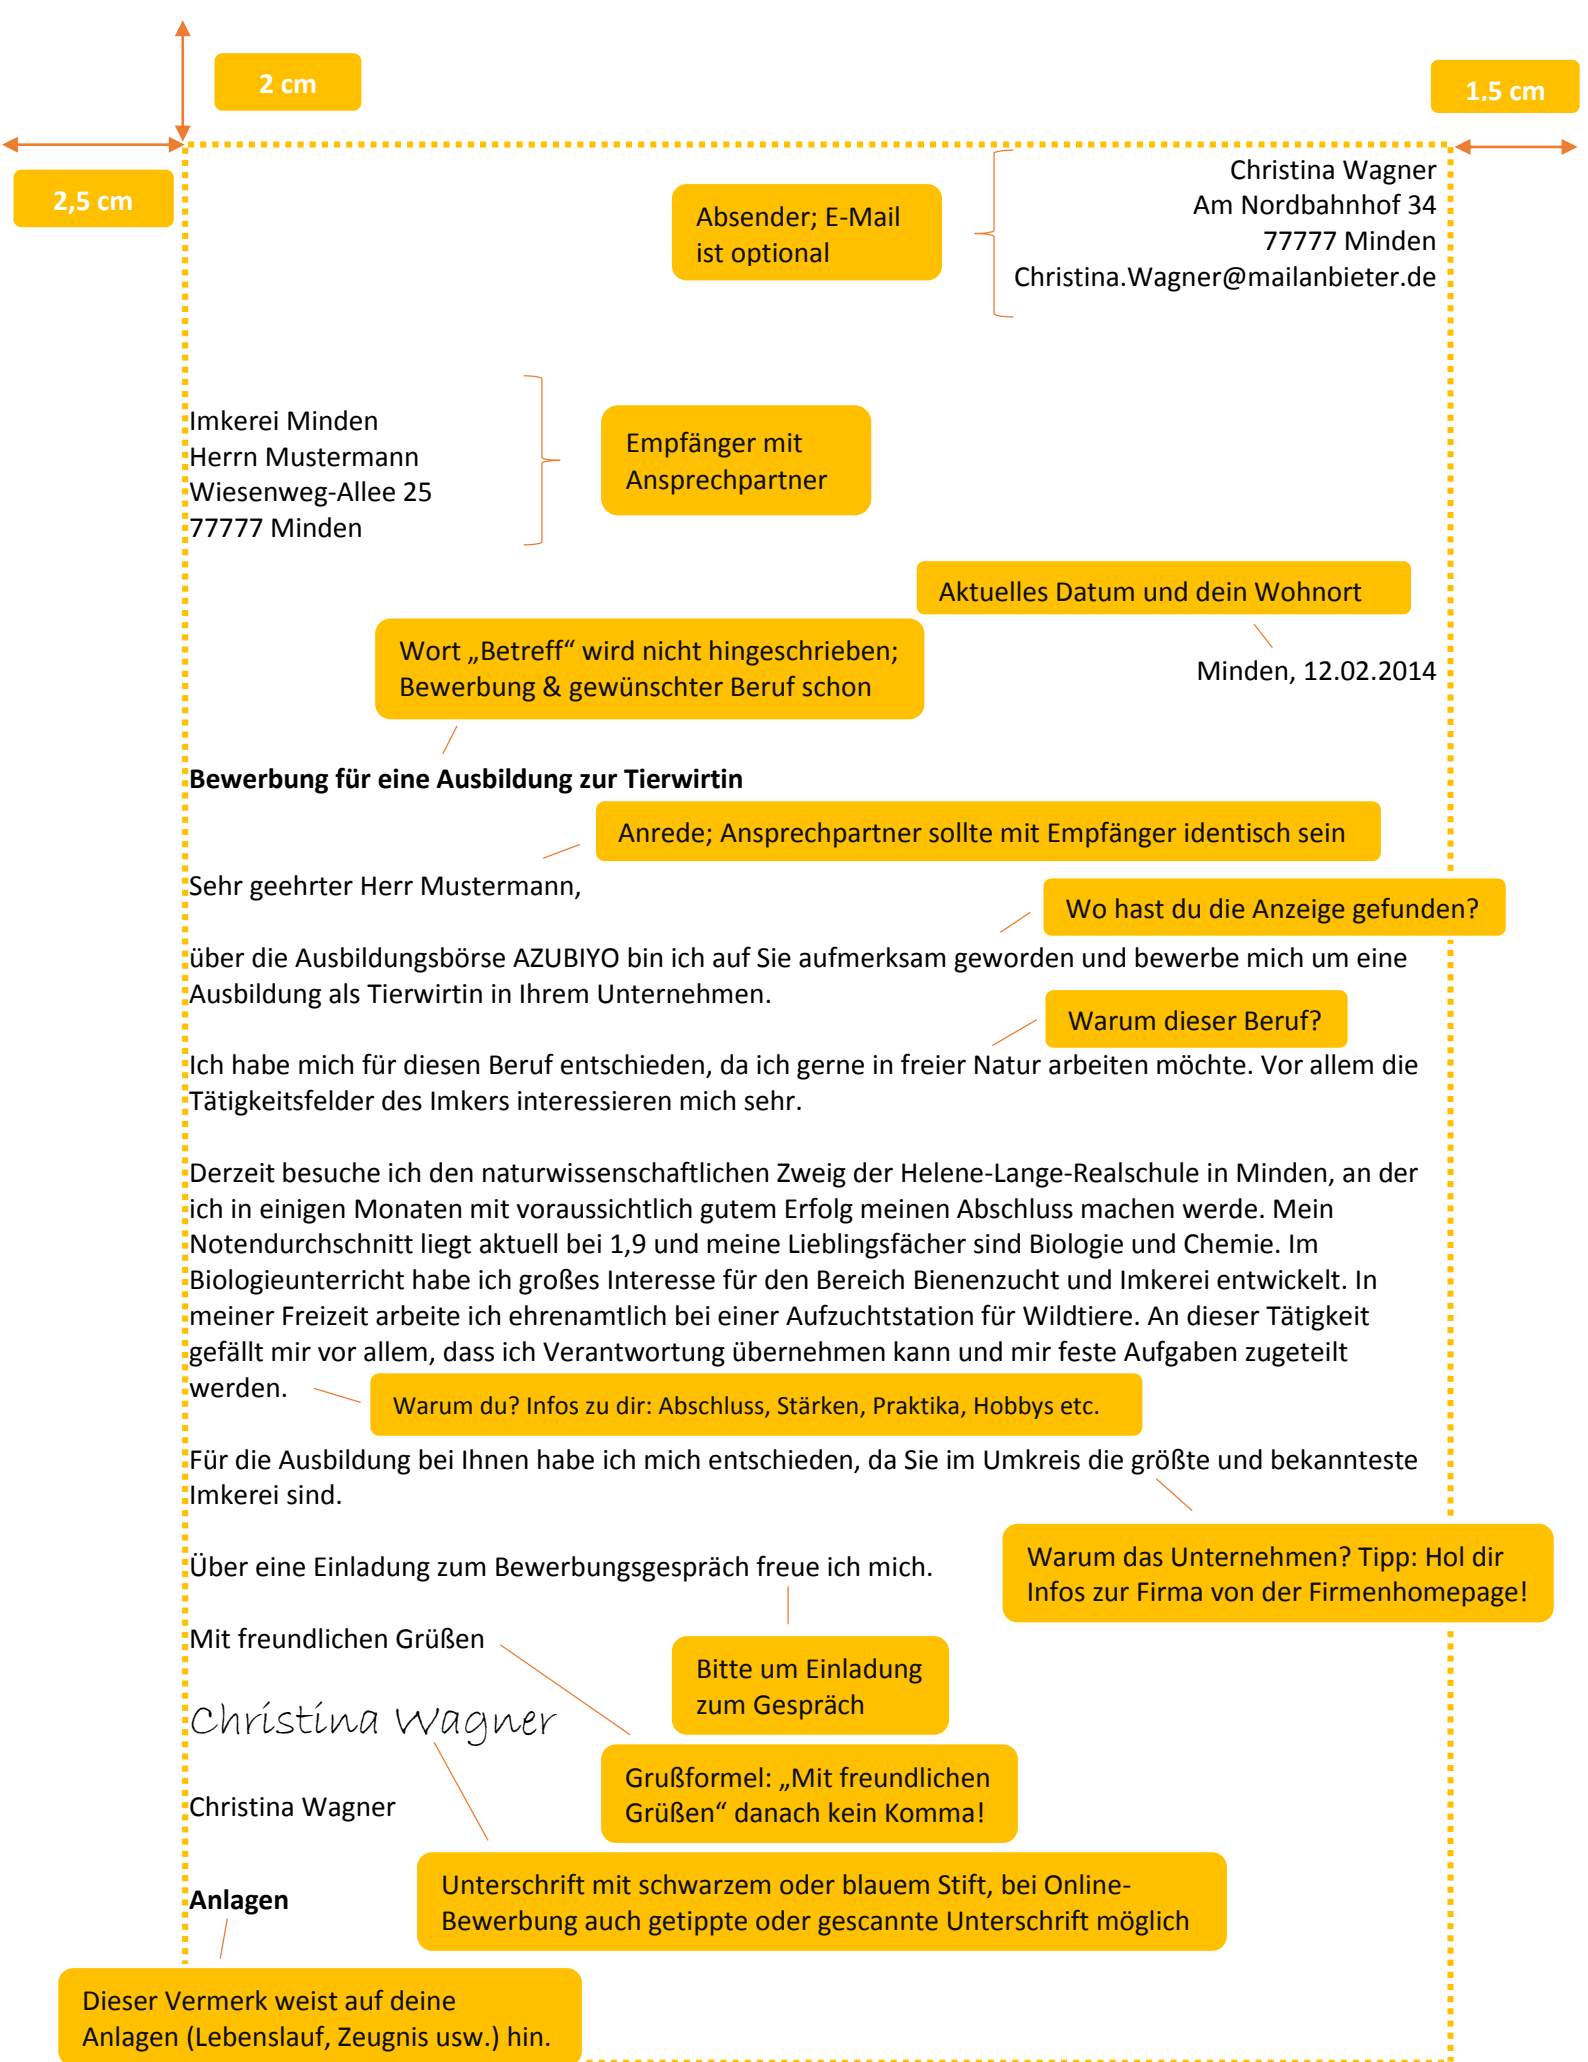 2 cm
1,5 cm
2,5 cm
Christina Wagner
Am Nordbahnhof 34
77777 Minden
Christina.Wagner@mailanbieter.de
Absender; E-Mail
ist optional
Imkerei Minden
Herrn Mustermann
Wiesenweg-Allee 25
77777 Minden
Empfänger mit
Ansprechpartner
Aktuelles Datum und dein Wohnort
Wort „Betreff“ wird nicht hingeschrieben;
Bewerbung & gewünschter Beruf schon
Minden, 12.02.2014
Bewerbung für eine Ausbildung zur Tierwirtin
Anrede; Ansprechpartner sollte mit Empfänger identisch sein
Sehr geehrter Herr Mustermann,
Wo hast du die Anzeige gefunden?
über die Ausbildungsbörse AZUBIYO bin ich auf Sie aufmerksam geworden und bewerbe mich um eine
Ausbildung als Tierwirtin in Ihrem Unternehmen.
Warum dieser Beruf?
Ich habe mich für diesen Beruf entschieden, da ich gerne in freier Natur arbeiten möchte. Vor allem die
Tätigkeitsfelder des Imkers interessieren mich sehr.
Derzeit besuche ich den naturwissenschaftlichen Zweig der Helene-Lange-Realschule in Minden, an der
ich in einigen Monaten mit voraussichtlich gutem Erfolg meinen Abschluss machen werde. Mein
Notendurchschnitt liegt aktuell bei 1,9 und meine Lieblingsfächer sind Biologie und Chemie. Im
Biologieunterricht habe ich großes Interesse für den Bereich Bienenzucht und Imkerei entwickelt. In
meiner Freizeit arbeite ich ehrenamtlich bei einer Aufzuchtstation für Wildtiere. An dieser Tätigkeit
gefällt mir vor allem, dass ich Verantwortung übernehmen kann und mir feste Aufgaben zugeteilt
werden.
Warum du? Infos zu dir: Abschluss, Stärken, Praktika, Hobbys etc.
Für die Ausbildung bei Ihnen habe ich mich entschieden, da Sie im Umkreis die größte und bekannteste
Imkerei sind.
Warum das Unternehmen? Tipp: Hol dir
Infos zur Firma von der Firmenhomepage!
Über eine Einladung zum Bewerbungsgespräch freue ich mich.
Mit freundlichen Grüßen
Bitte um Einladung
zum Gespräch
Christina Wagner
Grußformel: „Mit freundlichen
Grüßen“ danach kein Komma!
Christina Wagner
Unterschrift mit schwarzem oder blauem Stift, bei Online-
Bewerbung auch getippte oder gescannte Unterschrift möglich
Anlagen
Dieser Vermerk weist auf deine
Anlagen (Lebenslauf, Zeugnis usw.) hin.